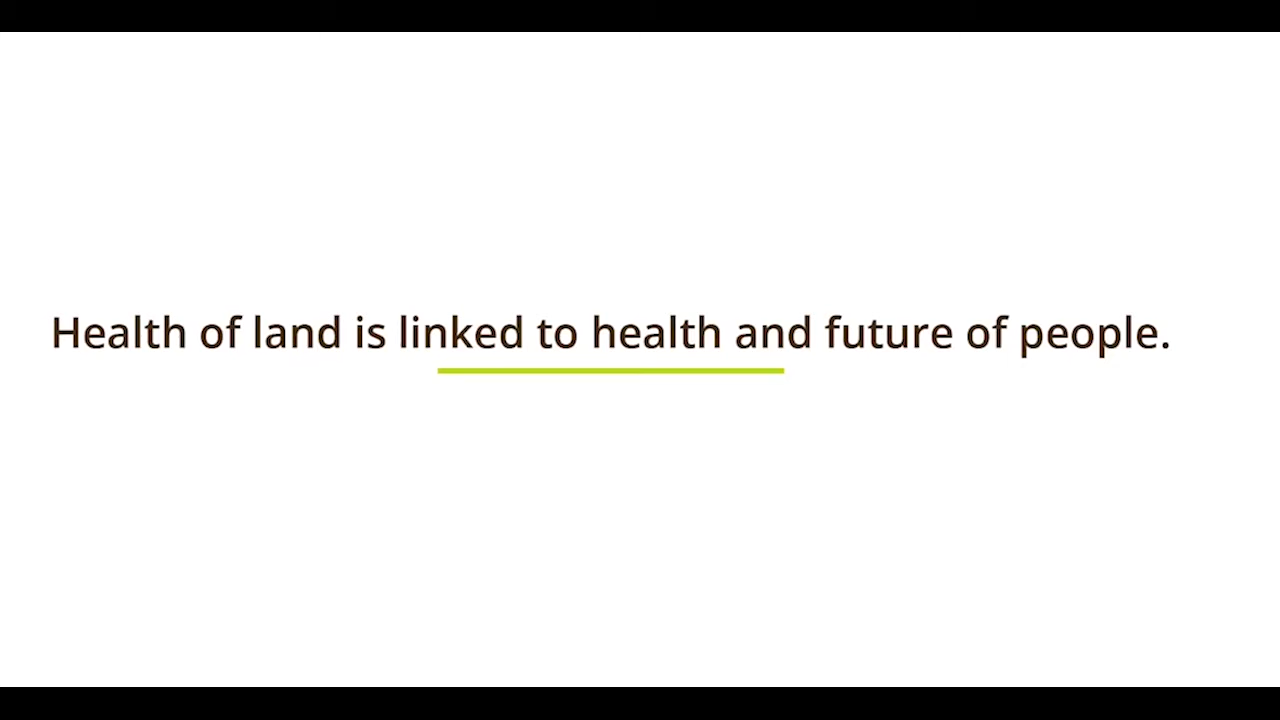 Health of land is linked to health and future of people.